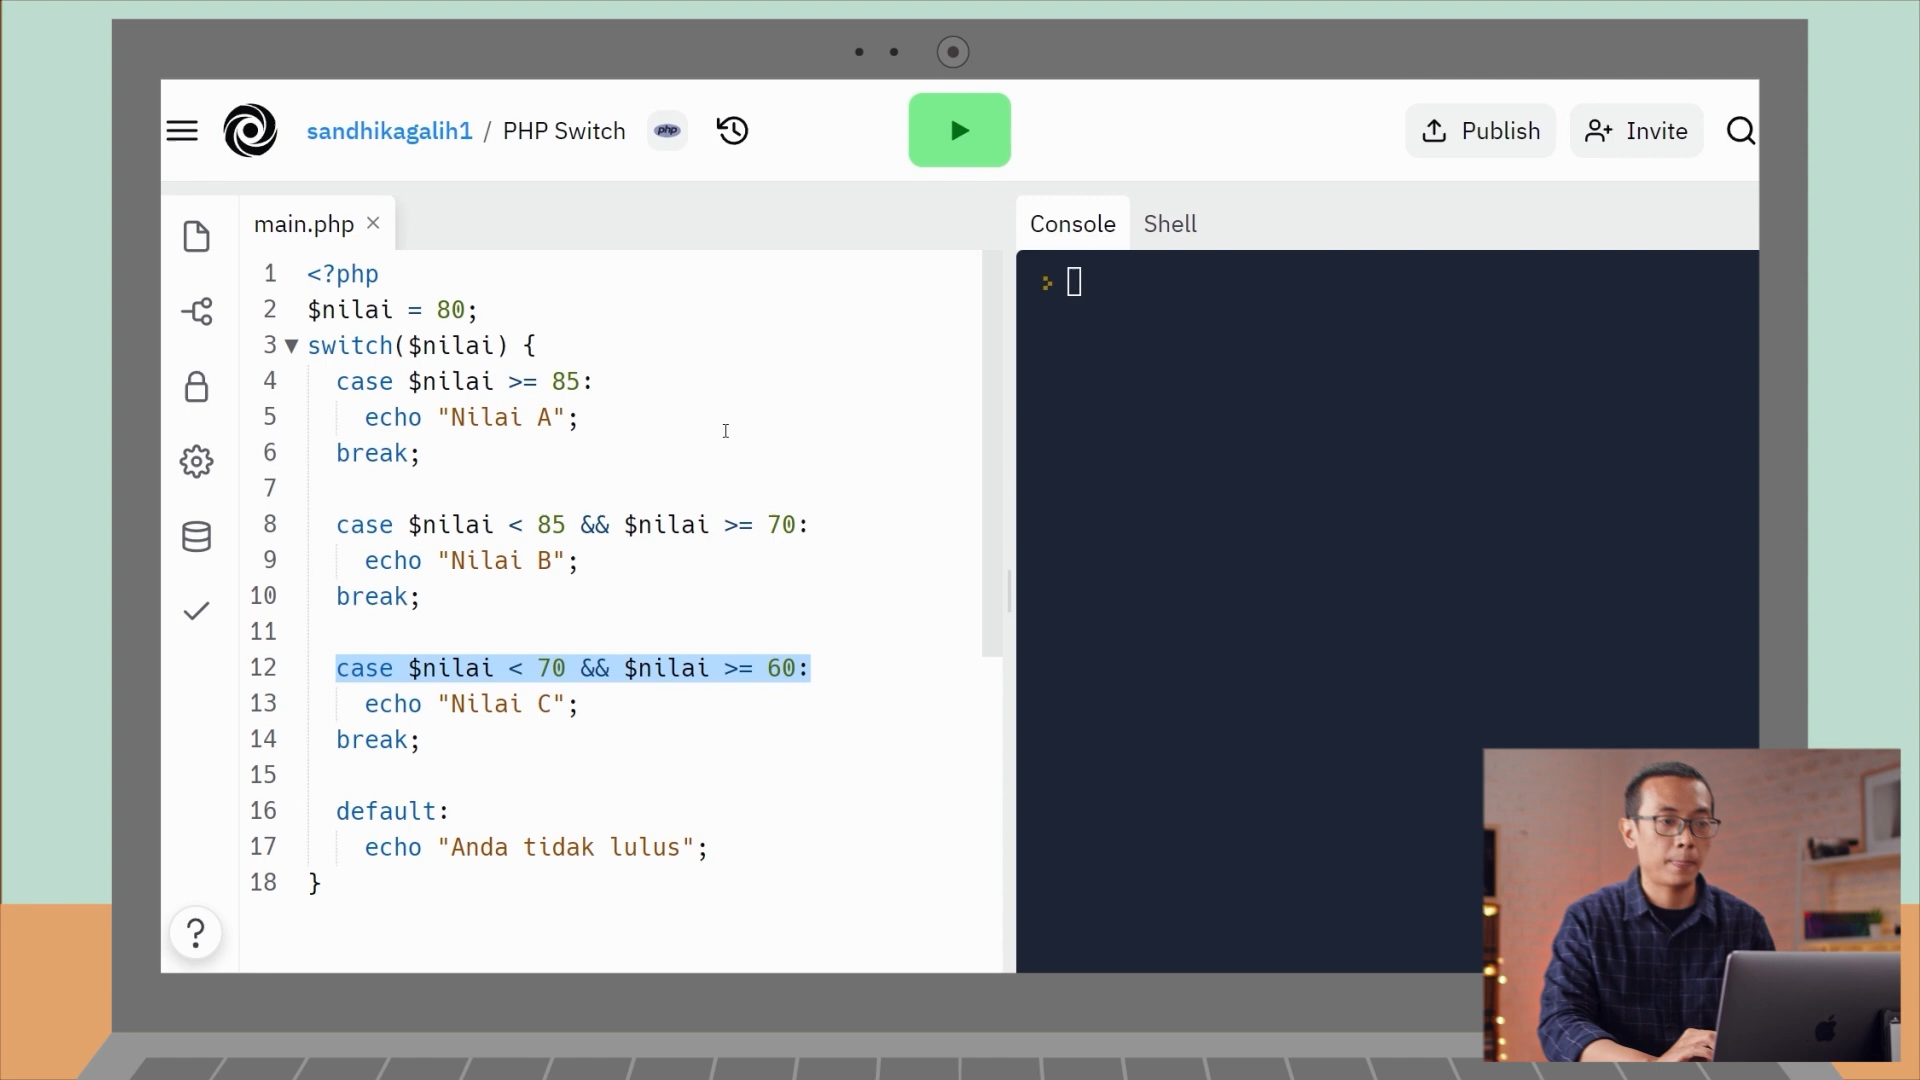 sandhikagalih1 / PHP Switch php
Publish
Invite
main.php ×
Console Shell
1 <?php
2 $nilai = 80;
3 ▼ switch($nilai) {
4 case $nilai >= 85:
5 echo "Nilai A";
6 break;
7
8 case $nilai < 85 && $nilai >= 70:
9 echo "Nilai B";
10 break;
11
12 case $nilai < 70 && $nilai >= 60:
13 echo "Nilai C";
14 break;
15
16 default:
17 echo "Anda tidak lulus";
18 }
?